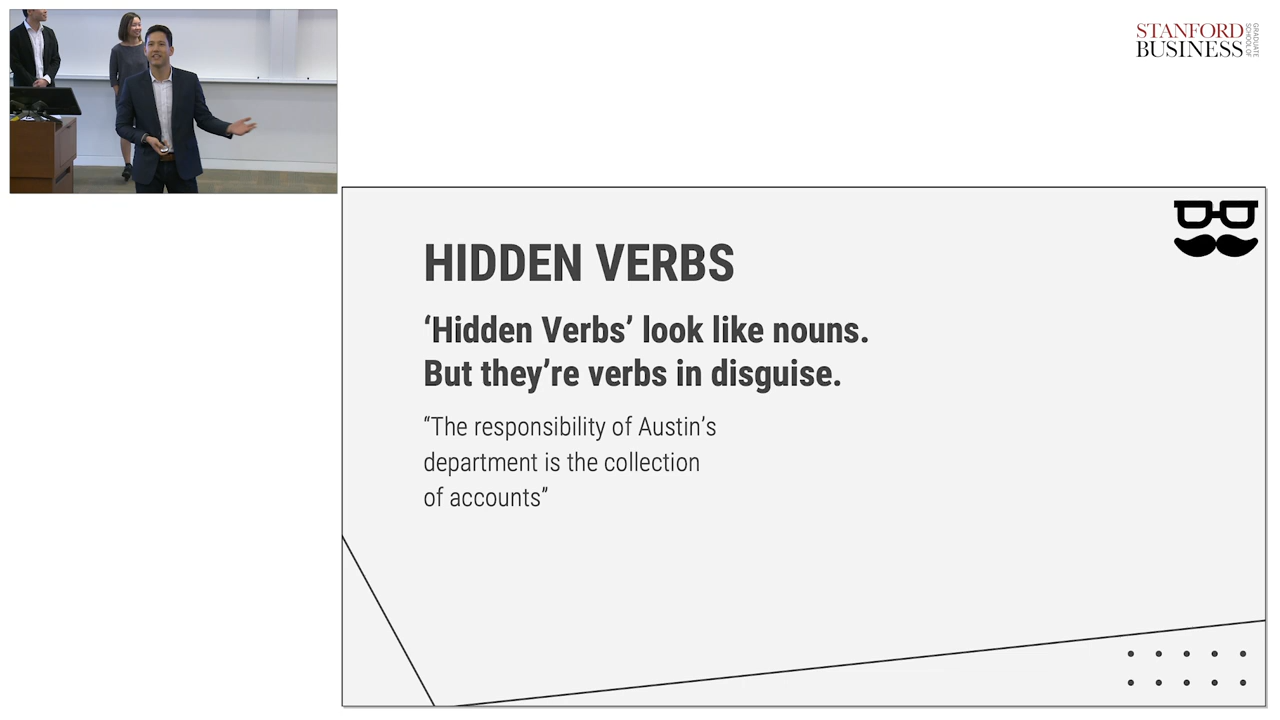 STANFORD
BUSINESS
GRADUATE
SCHOOL OF
HIDDEN VERBS
‘Hidden Verbs’ look like nouns.
But they’re verbs in disguise.
“The responsibility of Austin’s
department is the collection
of accounts”